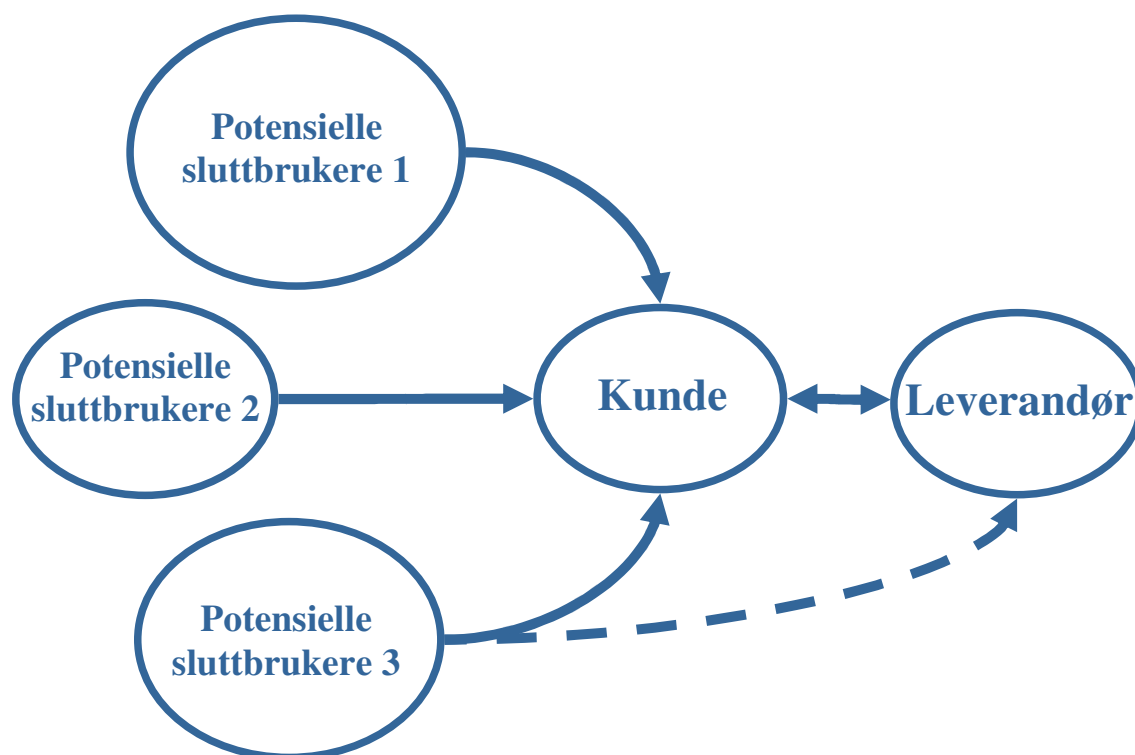 Potensielle
sluttbrukere 1
Potensielle
sluttbrukere 2
Kunde
Leverandør
Potensielle
sluttbrukere 3